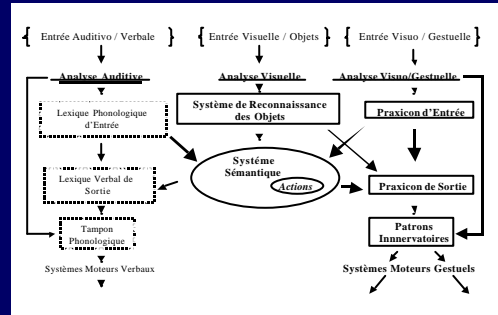 { Entrée Auditivo / Verbale }
{ Entrée Visuelle / Objets }
{ Entrée Visuo / Gestuelle }
Analyse Auditive
Analyse Visuelle
Analyse Visuo/Gestuelle
Lexique Phonologique
d'Entrée
Système de Reconnaissance
des Objets
Praxicon d'Entrée
Systéme
Sémantique
Actions
Lexique Verbal de
Sortie
Praxicon de Sortie
Tampon
Phonologique
Patrons
Innnervatoires
Systèmes Moteurs Verbaux
Systèmes Moteurs Gestuels